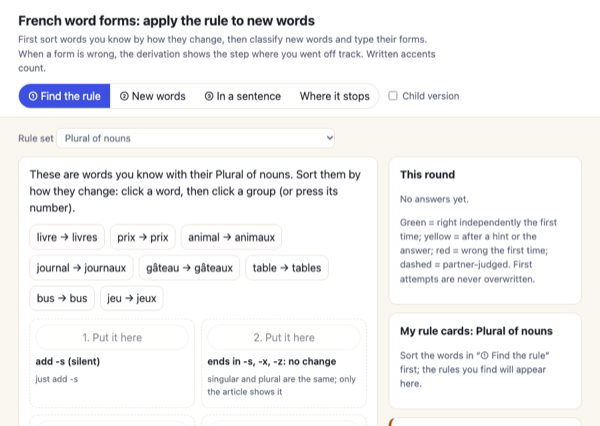 French word forms: apply the rule to new words
First sort words you know by how they change, then classify new words and type their forms.
When a form is wrong, the derivation shows the step where you went off track. Written accents
count.
① Find the rule
② New words
③ In a sentence
Where it stops
Child version
Rule set
Plural of nouns
These are words you know with their Plural of nouns. Sort them by
how they change: click a word, then click a group (or press its
number).
livre → livres
prix → prix
animal → animaux
journal → journaux
gâteau → gâteaux
table → tables
bus → bus
jeu → jeux
1. Put it here
add -s (silent)
just add -s
2. Put it here
ends in -s, -x, -z: no change
singular and plural are the same; only
the article shows it
This round
No answers yet.
Green = right independently the first
time; yellow = after a hint or the
answer; red = wrong the first time;
dashed = partner-judged. First
attempts are never overwritten.
My rule cards: Plural of nouns
Sort the words in "① Find the rule"
first; the rules you find will appear
here.